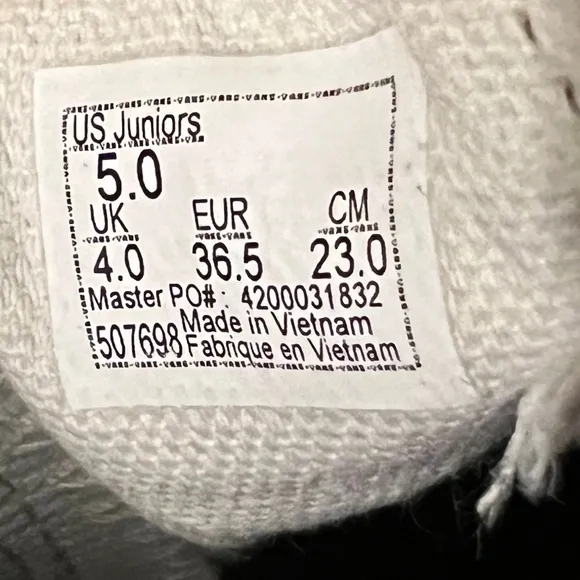 US Juniors
5.0
UK EUR CM
4.0 36.5 23.0
Master PO#: 4200031832
Made in Vietnam
507698 Fabrique en Vietnam